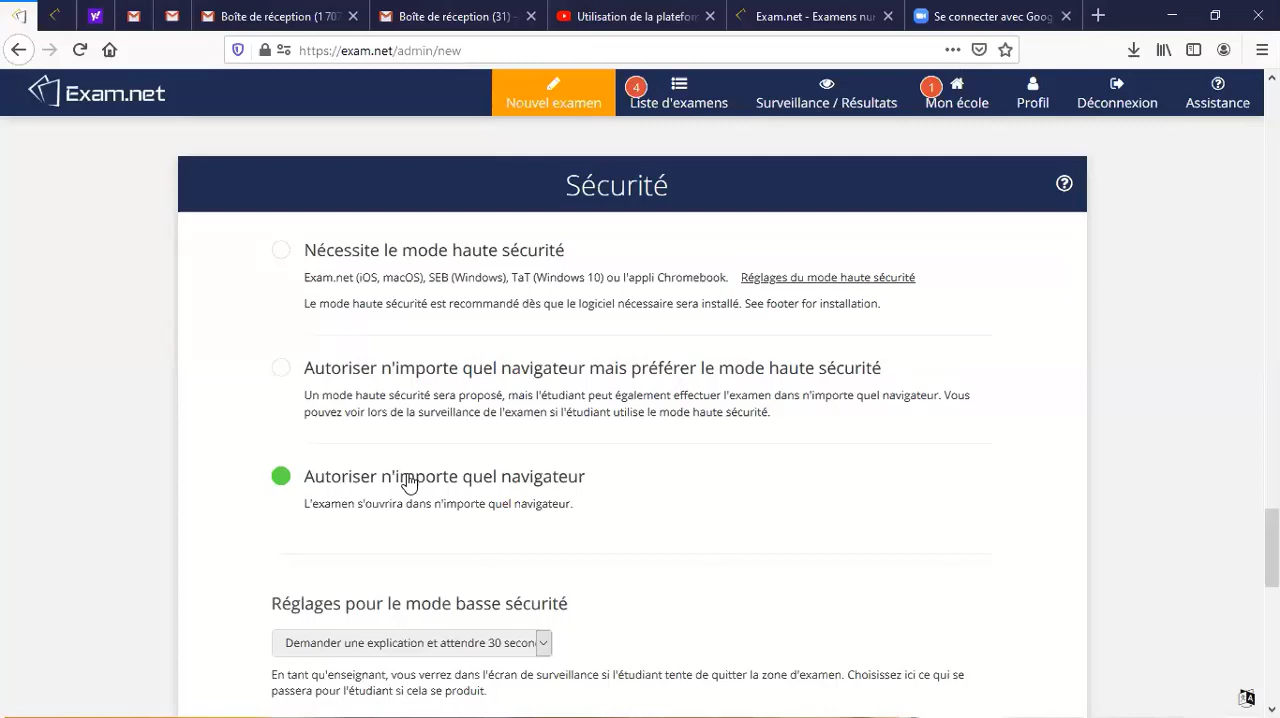 Boîte de réception (1 707
Boîte de réception (31) -
Utilisation de la platefor
Exam.net - Examens nu
Se connecter avec Goog
https://exam.net/admin/new
Exam.net
Nouvel examen
4
Liste d'examens
Surveillance / Résultats
1
Mon école
Profil
Déconnexion
Assistance
Sécurité
Nécessite le mode haute sécurité
Exam.net (iOS, macOS), SEB (Windows), TaT (Windows 10) ou l'appli Chromebook. Réglages du mode haute sécurité
Le mode haute sécurité est recommandé dès que le logiciel nécessaire sera installé. See footer for installation.
Autoriser n'importe quel navigateur mais préférer le mode haute sécurité
Un mode haute sécurité sera proposé, mais l'étudiant peut également effectuer l'examen dans n'importe quel navigateur. Vous
pouvez voir lors de la surveillance de l'examen si l'étudiant utilise le mode haute sécurité.
Autoriser n'importe quel navigateur
L'examen s'ouvrira dans n'importe quel navigateur.
Réglages pour le mode basse sécurité
Demander une explication et attendre 30 secon
En tant qu'enseignant, vous verrez dans l'écran de surveillance si l'étudiant tente de quitter la zone d'examen. Choisissez ici ce qui se
passera pour l'étudiant si cela se produit.